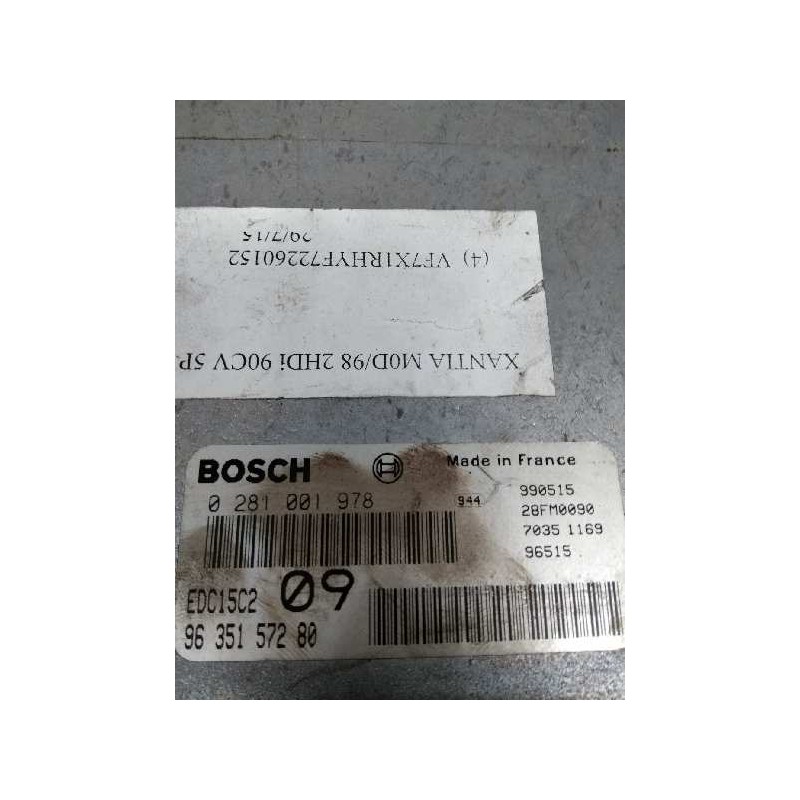 XANTIA M0D/98 2HDi 90CV 5P
(4) VF7X1RHYF72260152
29/7/15
BOSCH Made in France
0 281 001 978
944
990515
28FM0090
7035 1169
96515
EDC15C2 09
96 351 572 80